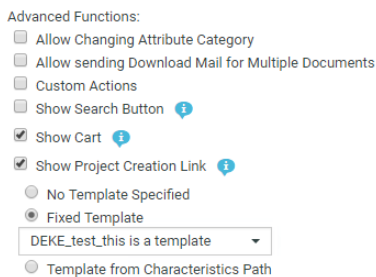 Advanced Functions:
Allow Changing Attribute Category
Allow sending Download Mail for Multiple Documents
Custom Actions
Show Search Button
Show Cart
Show Project Creation Link
No Template Specified
Fixed Template
DEKE_test_this is a template
Template from Characteristics Path